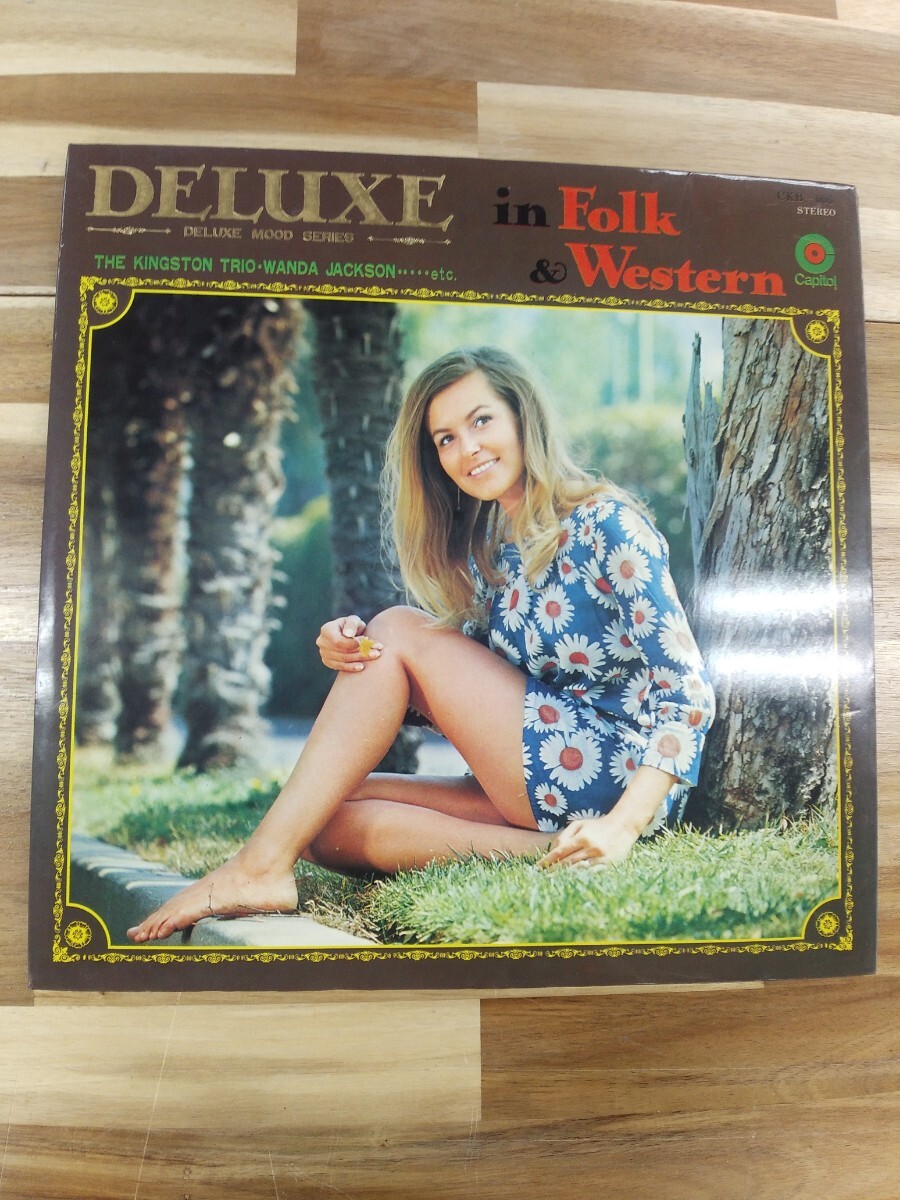 DELUXE
DELUXE MOOD SERIES
THE KINGSTON TRIO·WANDA JACKSON·····etc.
in Folk
& Western
STEREO
Capitol